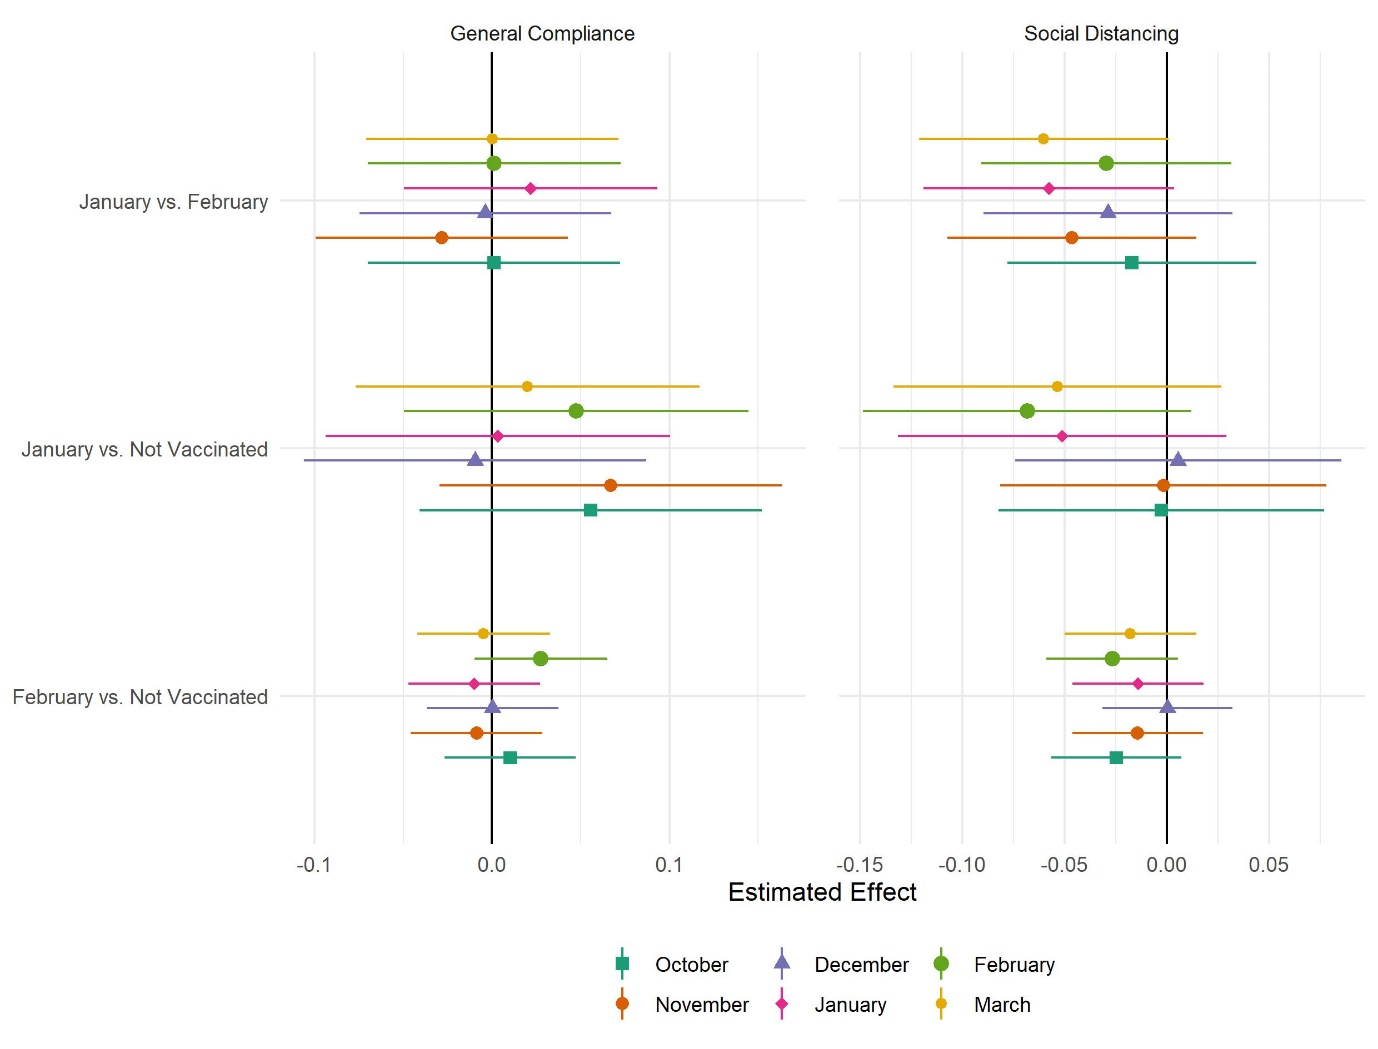 General Compliance
Social Distancing
January vs. February
January vs. Not Vaccinated
February vs. Not Vaccinated
-0.1 0.0 0.1
-0.15 -0.10 -0.05 0.00 0.05
Estimated Effect
October December February
November January March